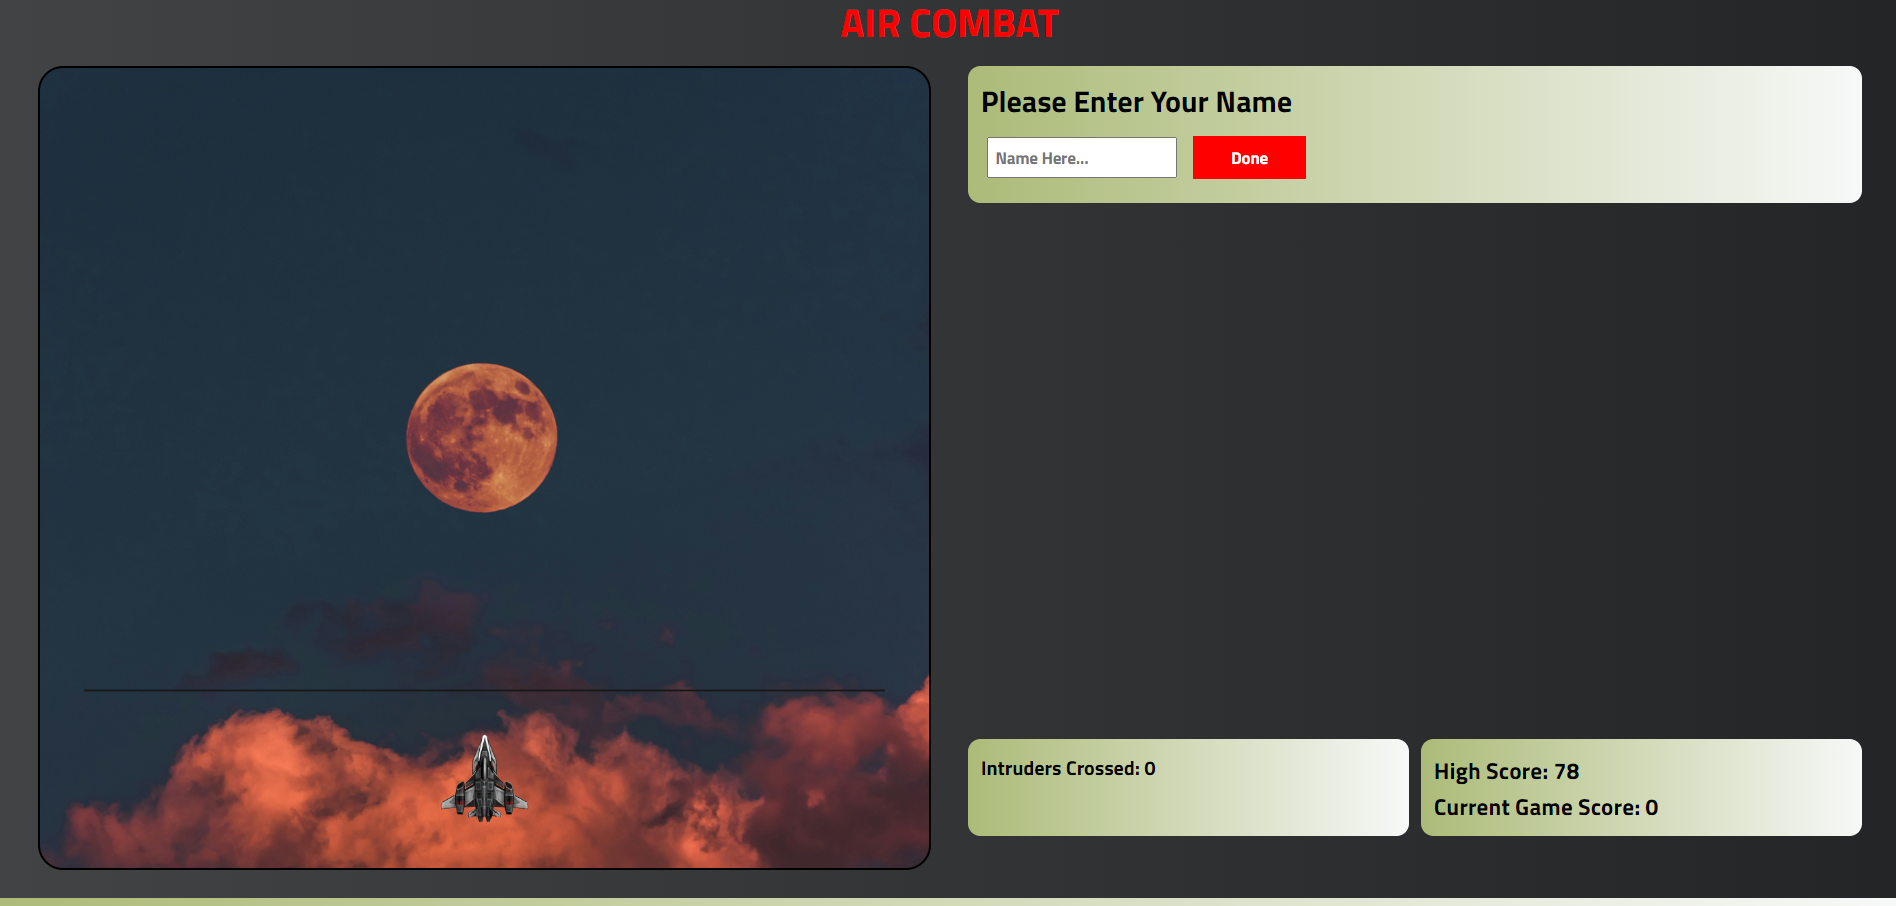 AIR COMBAT
Please Enter Your Name
Name Here...
Done
Intruders Crossed: 0
High Score: 78
Current Game Score: 0